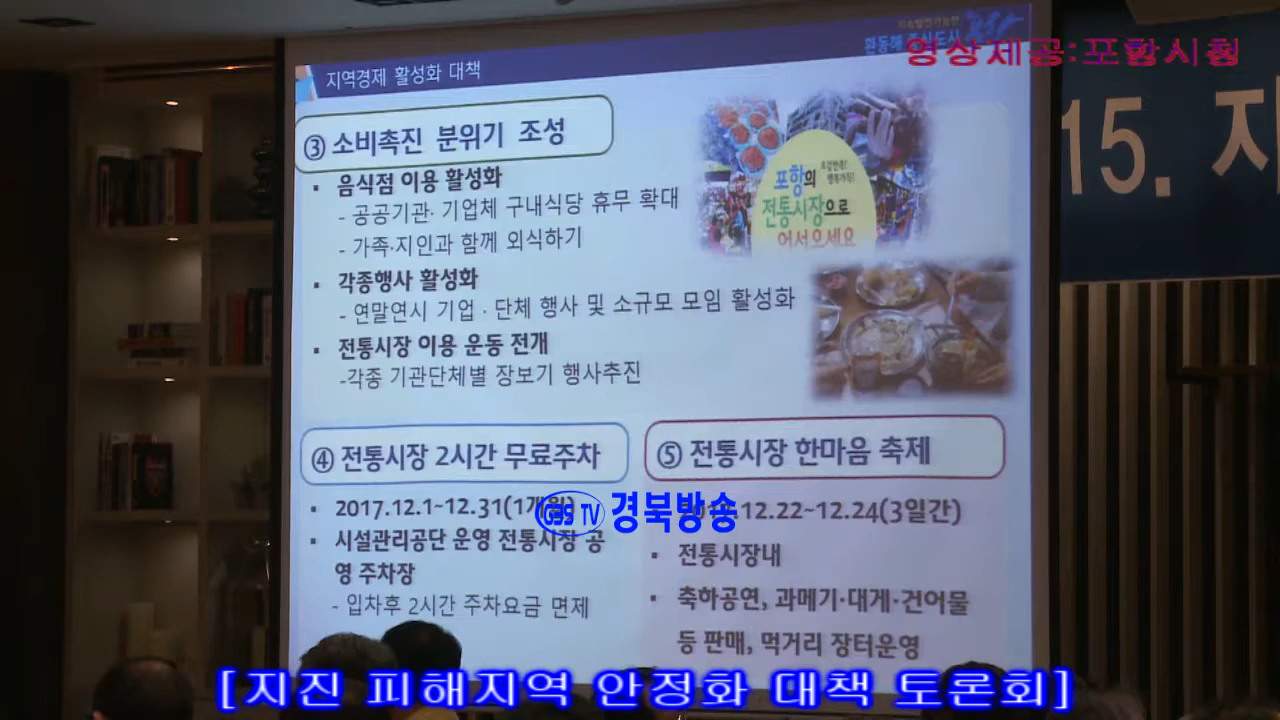 환동해 중심도시
영상제공:포항시청
지역경제 활성화 대책
15. 지
③ 소비촉진 분위기 조성
▪ 음식점 이용 활성화
- 공공기관· 기업체 구내식당 휴무 확대
- 가족·지인과 함께 외식하기
▪ 각종행사 활성화
- 연말연시 기업 · 단체 행사 및 소규모 모임 활성화
▪ 전통시장 이용 운동 전개
-각종 기관단체별 장보기 행사추진
포항의
전통시장으로
어서오세요
④ 전통시장 2시간 무료주차
▪ 2017.12.1~12.31(1개월)
▪ 시설관리공단 운영 전통시장 공
영 주차장
- 입차후 2시간 주차요금 면제
⑤ 전통시장 한마음 축제
12.22~12.24(3일간)
▪ 전통시장내
▪ 축하공연, 과메기·대게·건어물
등 판매, 먹거리 장터운영
GBS TV 경북방송
[지진 피해지역 안정화 대책 토론회]